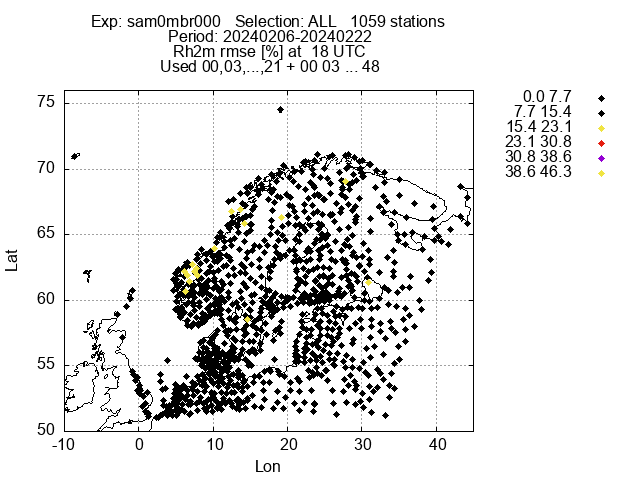 Exp: sam0mbr000 Selection: ALL 1059 stations
Period: 20240206-20240222
Rh2m rmse [%] at 18 UTC
Used 00,03,...,21 + 00 03 ... 48
0.0 7.7
7.7 15.4
15.4 23.1
23.1 30.8
30.8 38.6
38.6 46.3
75
70
65
60
55
50
Lat
-10 0 10 20 30 40
Lon